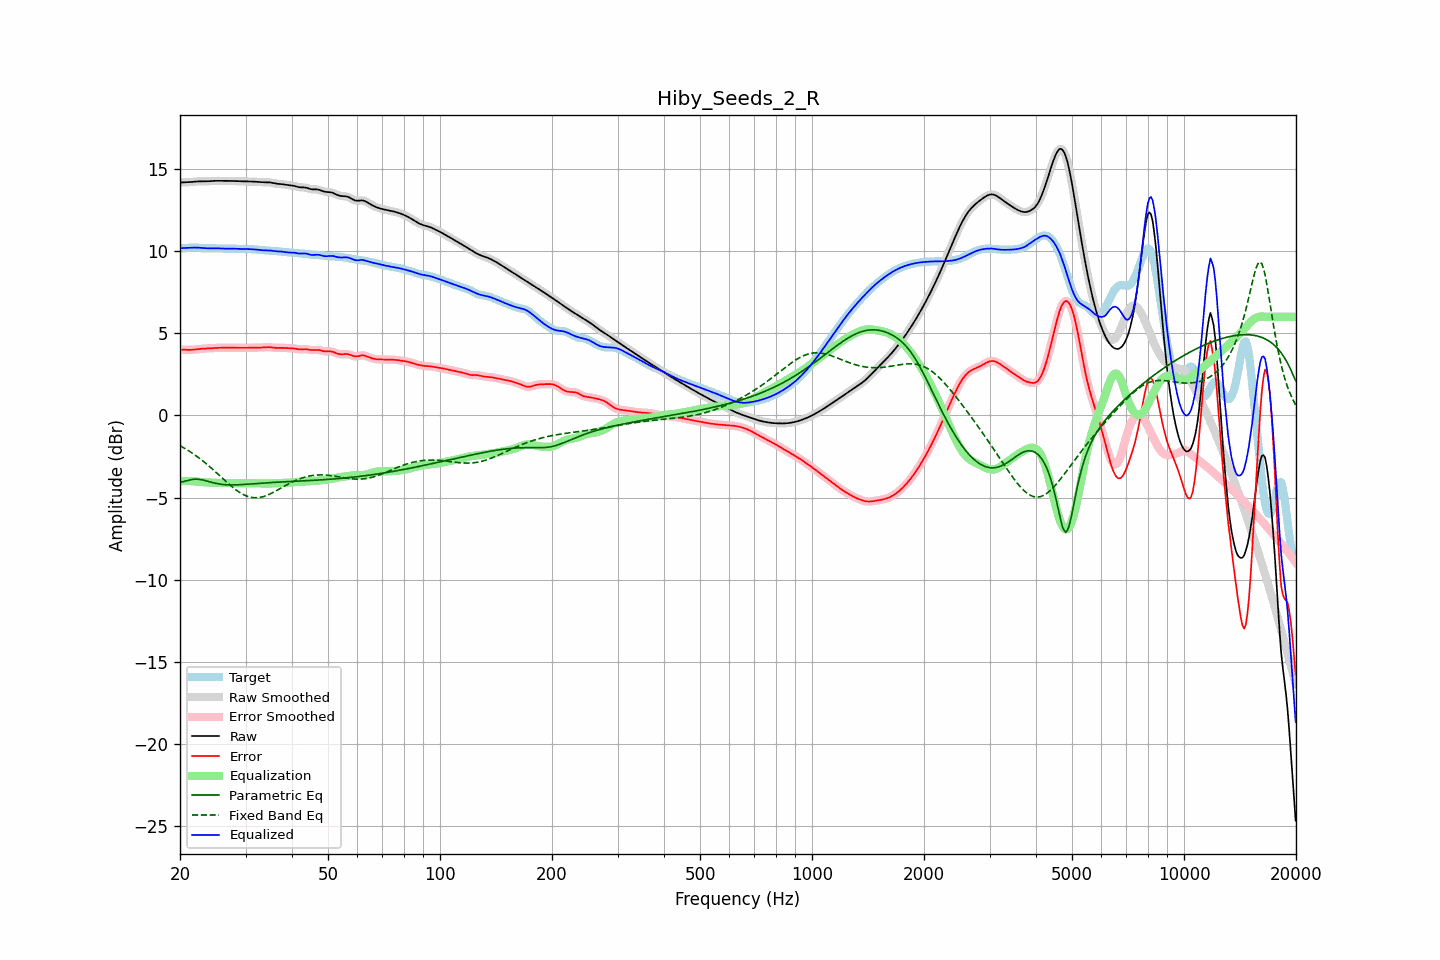 Hiby_Seeds_2_R
Amplitude (dBr)
15
10
5
0
−5
−10
−15
−20
−25
Target
Raw Smoothed
Error Smoothed
Raw
Error
Equalization
Parametric Eq
Fixed Band Eq
Equalized
20 50 100 200 500 1000 2000 5000 10000 20000
Frequency (Hz)